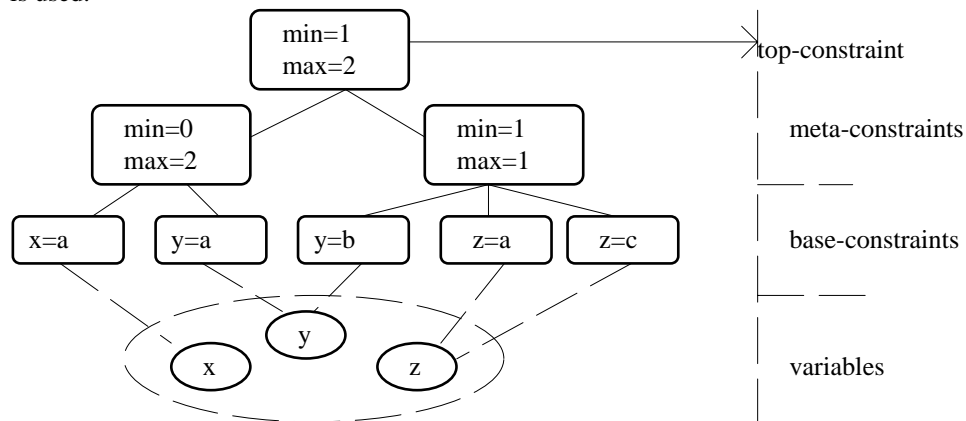 is used.
min=1
max=2
top-constraint
min=0
max=2
min=1
max=1
meta-constraints
x=a
y=a
y=b
z=a
z=c
base-constraints
y
x
z
variables